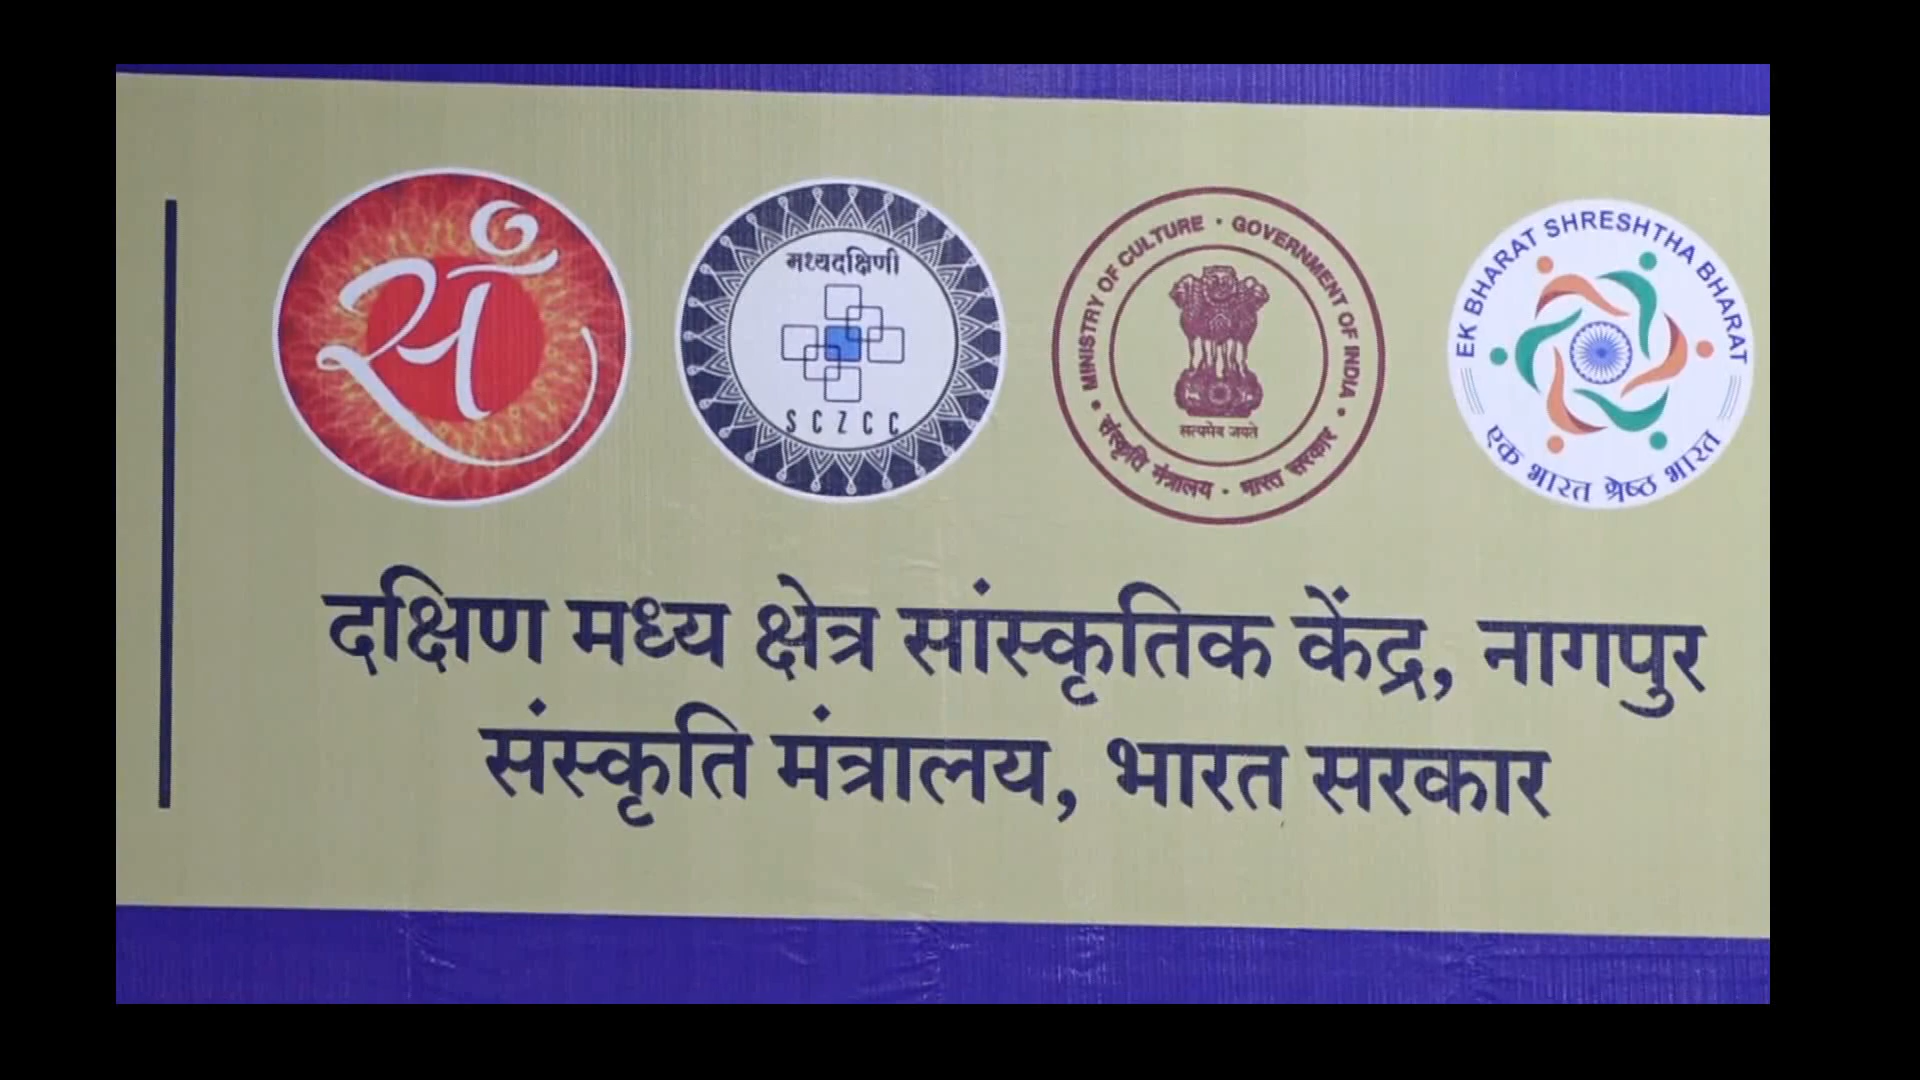 सं
मध्यदक्षिणी
SCZCC
MINISTRY OF CULTURE · GOVERNMENT OF INDIA
सत्यमेव जयते
संस्कृति मंत्रालय · भारत सरकार
EK BHARAT SHRESHTHA BHARAT
एक भारत श्रेष्ठ भारत
दक्षिण मध्य क्षेत्र सांस्कृतिक केंद्र, नागपुर
संस्कृति मंत्रालय, भारत सरकार